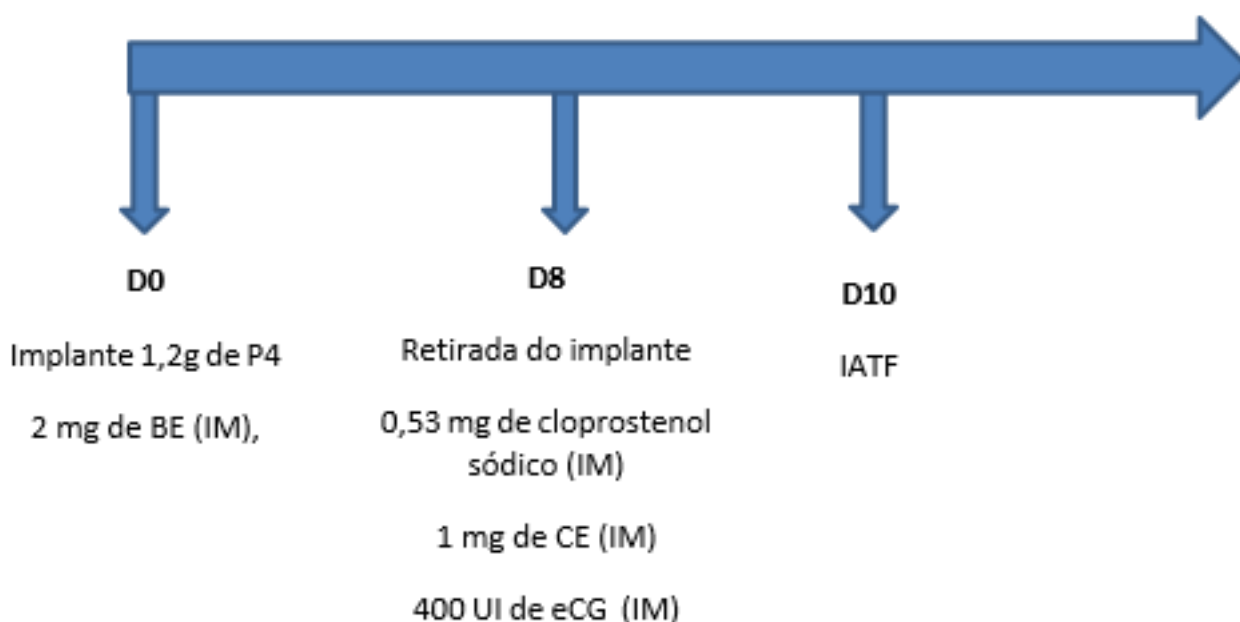 D0
Implante 1,2g de P4
2 mg de BE (IM),
D8
Retirada do implante
0,53 mg de cloprostenol
sódico (IM)
1 mg de CE (IM)
400 UI de eCG (IM)
D10
IATF